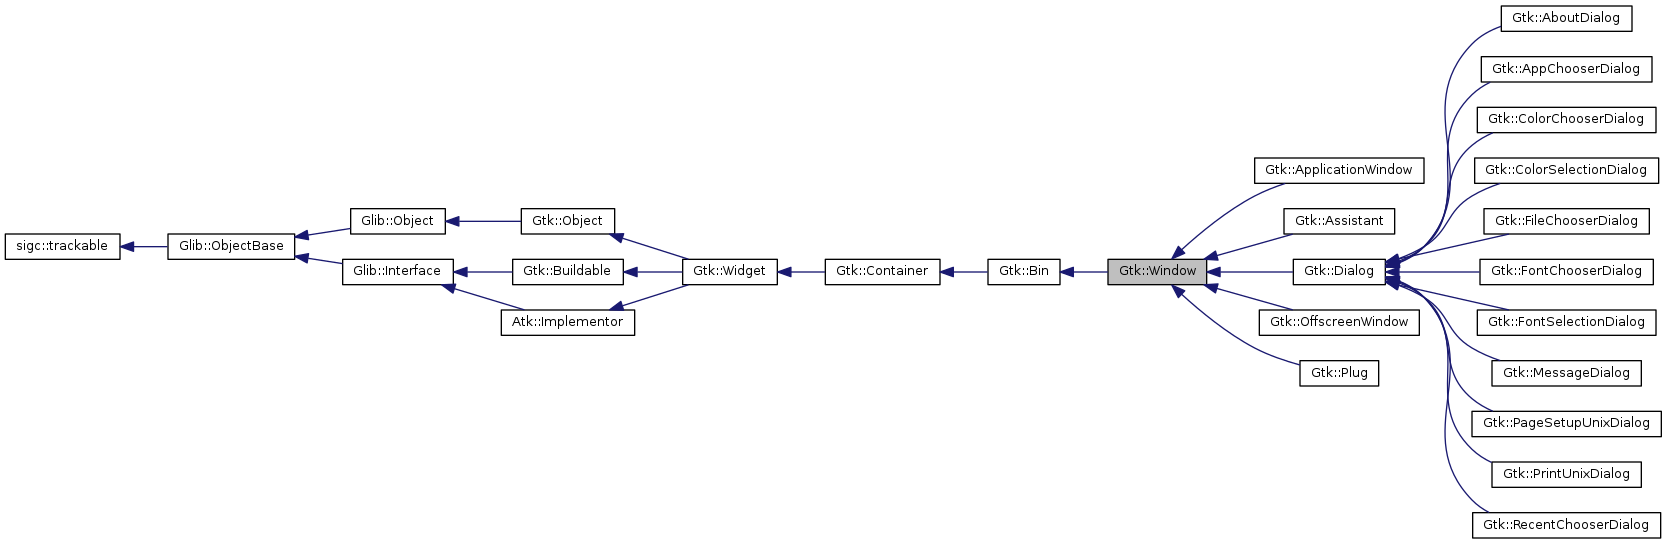 sigc::trackable
Glib::ObjectBase
Glib::Object
Glib::Interface
Gtk::Object
Gtk::Buildable
Atk::Implementor
Gtk::Widget
Gtk::Container
Gtk::Bin
Gtk::Window
Gtk::ApplicationWindow
Gtk::Assistant
Gtk::Dialog
Gtk::OffscreenWindow
Gtk::Plug
Gtk::AboutDialog
Gtk::AppChooserDialog
Gtk::ColorChooserDialog
Gtk::ColorSelectionDialog
Gtk::FileChooserDialog
Gtk::FontChooserDialog
Gtk::FontSelectionDialog
Gtk::MessageDialog
Gtk::PageSetupUnixDialog
Gtk::PrintUnixDialog
Gtk::RecentChooserDialog